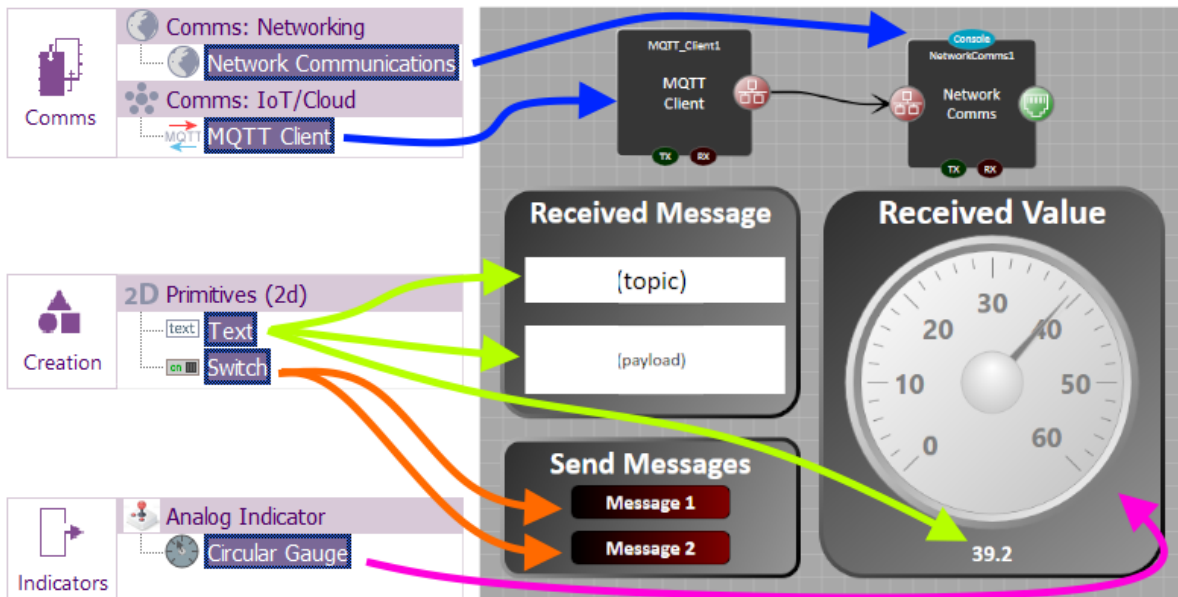 Comms
Comms: Networking
Network Communications
Comms: IoT/Cloud
MQTT
MQTT Client
MQTT_Client1
MQTT
Client
TX RX
Console
NetworkComms1
Network
Comms
TX RX
Creation
2D Primitives (2d)
text Text
on Switch
Received Message
(topic)
(payload)
Send Messages
Message 1
Message 2
Received Value
0
10
20
30
40
50
60
39.2
Indicators
Analog Indicator
Circular Gauge